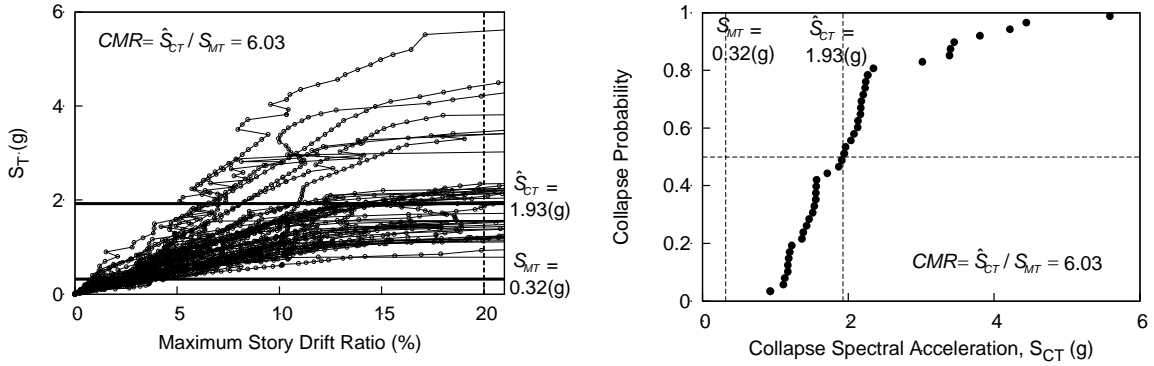 6
4
2
0
0
5
10
15
20
S_T (g)
Maximum Story Drift Ratio (%)
CMR= Ŝ_CT / S_MT = 6.03
Ŝ_CT =
1.93(g)
S_MT =
0.32(g)
1
0.8
0.6
0.4
0.2
0
0
2
4
6
Collapse Probability
Collapse Spectral Acceleration, S_CT (g)
S_MT =
0.32(g)
Ŝ_CT =
1.93(g)
CMR= Ŝ_CT / S_MT = 6.03